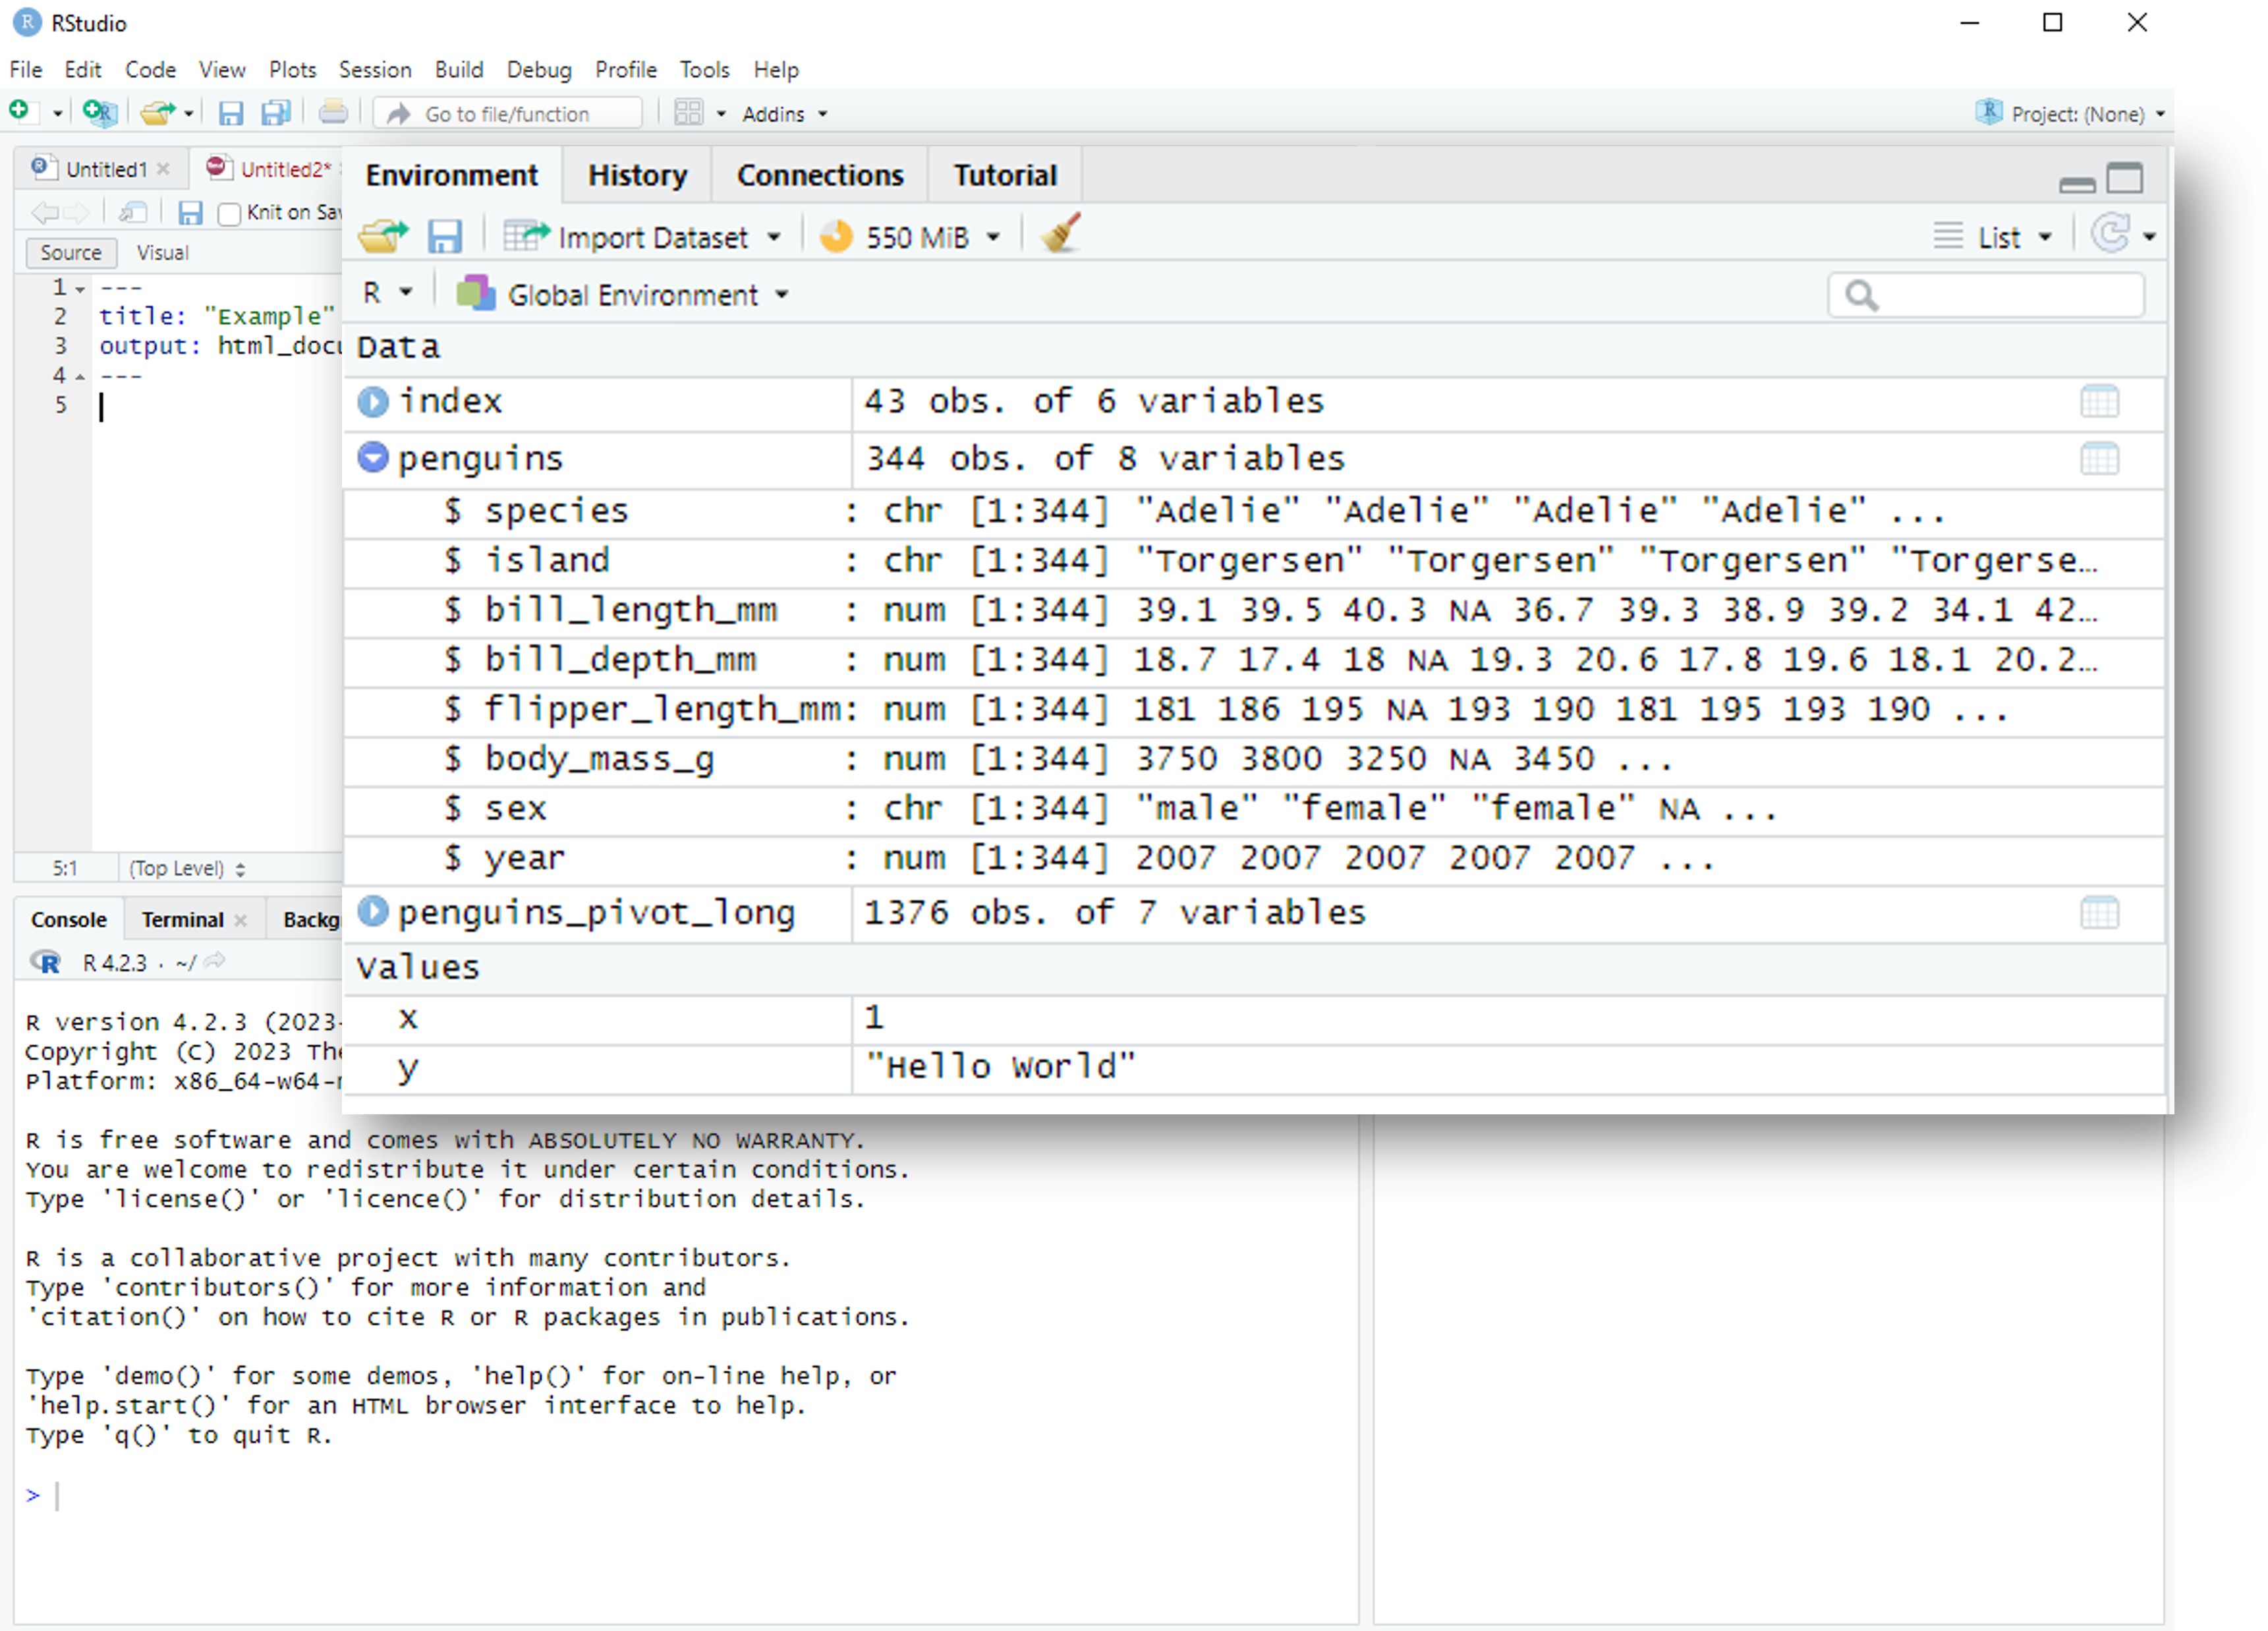 RStudio
File Edit Code View Plots Session Build Debug Profile Tools Help
Go to file/function Addins Project: (None)
Untitled1 Untitled2*
Knit on Sav
Source Visual
1 ---
2 title: "Example"
3 output: html_docu
4 ---
5
5:1 (Top Level)
Environment History Connections Tutorial
Import Dataset 550 MiB List
R Global Environment
Data
index 43 obs. of 6 variables
penguins 344 obs. of 8 variables
$ species : chr [1:344] "Adelie" "Adelie" "Adelie" "Adelie" ...
$ island : chr [1:344] "Torgersen" "Torgersen" "Torgersen" "Torgerse…
$ bill_length_mm : num [1:344] 39.1 39.5 40.3 NA 36.7 39.3 38.9 39.2 34.1 42…
$ bill_depth_mm : num [1:344] 18.7 17.4 18 NA 19.3 20.6 17.8 19.6 18.1 20.2…
$ flipper_length_mm: num [1:344] 181 186 195 NA 193 190 181 195 193 190 ...
$ body_mass_g : num [1:344] 3750 3800 3250 NA 3450 ...
$ sex : chr [1:344] "male" "female" "female" NA ...
$ year : num [1:344] 2007 2007 2007 2007 2007 ...
penguins_pivot_long 1376 obs. of 7 variables
Values
x 1
y "Hello World"
Console Terminal Backg
R 4.2.3 · ~/
R version 4.2.3 (2023-
Copyright (C) 2023 The
Platform: x86_64-w64-
R is free software and comes with ABSOLUTELY NO WARRANTY.
You are welcome to redistribute it under certain conditions.
Type 'license()' or 'licence()' for distribution details.
R is a collaborative project with many contributors.
Type 'contributors()' for more information and
'citation()' on how to cite R or R packages in publications.
Type 'demo()' for some demos, 'help()' for on-line help, or
'help.start()' for an HTML browser interface to help.
Type 'q()' to quit R.
>